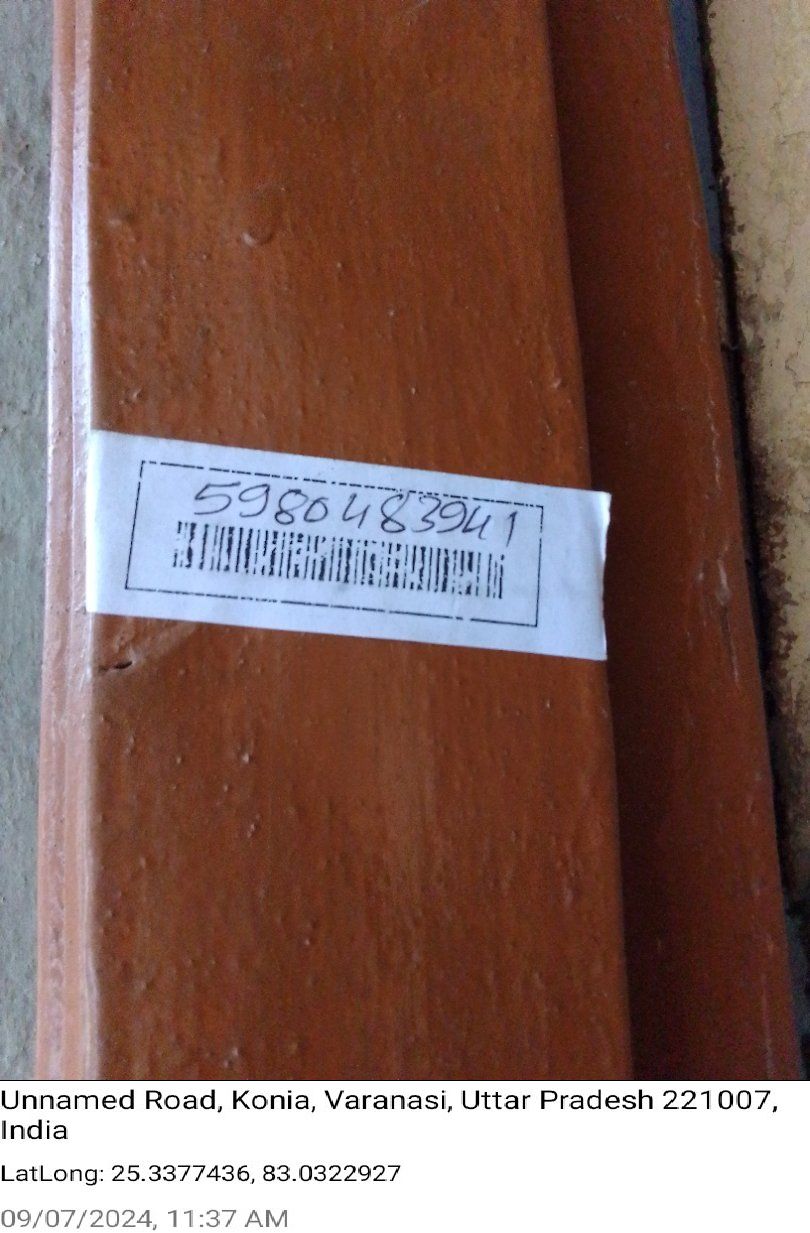 5980483941
Unnamed Road, Konia, Varanasi, Uttar Pradesh 221007,
India
LatLong: 25.3377436, 83.0322927
09/07/2024, 11:37 AM